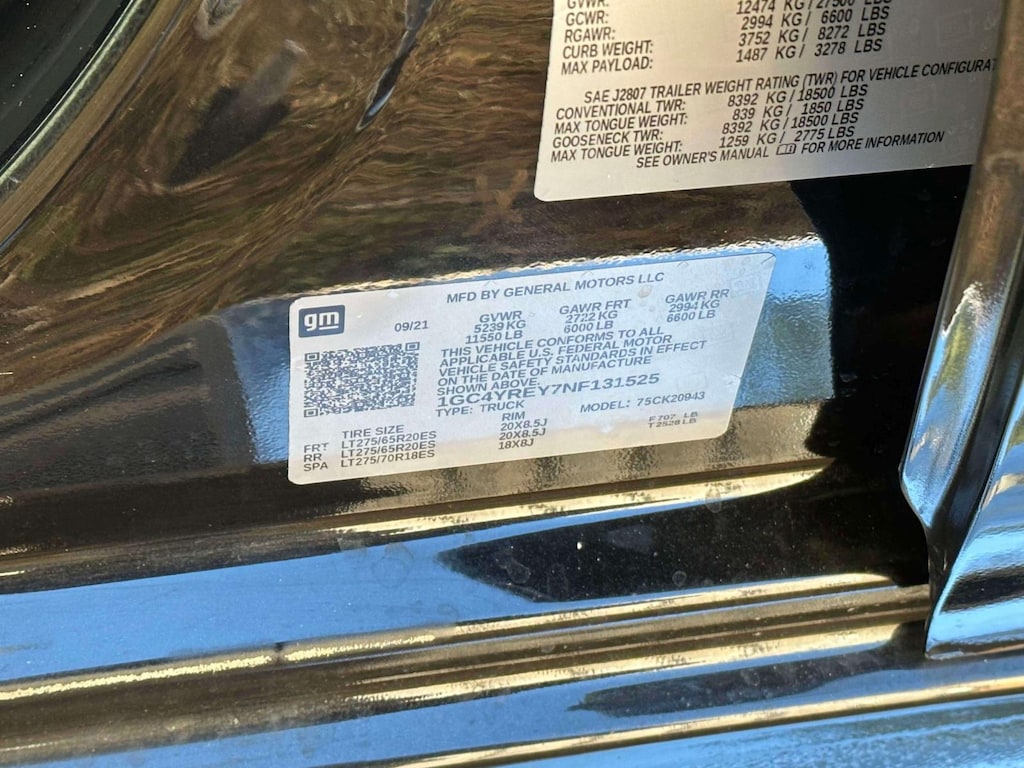 GVWR: 12474 KG / 27500 LBS
GCWR: 2994 KG / 6600 LBS
RGAWR: 3752 KG / 8272 LBS
CURB WEIGHT: 1487 KG / 3278 LBS
MAX PAYLOAD:
SAE J2807 TRAILER WEIGHT RATING (TWR) FOR VEHICLE CONFIGURAT
CONVENTIONAL TWR: 8392 KG / 18500 LBS
MAX TONGUE WEIGHT: 839 KG / 1850 LBS
GOOSENECK TWR: 8392 KG / 18500 LBS
MAX TONGUE WEIGHT: 1259 KG / 2775 LBS
SEE OWNER'S MANUAL FOR MORE INFORMATION
MFD BY GENERAL MOTORS LLC
gm
09/21
GVWR GAWR FRT GAWR RR
5239 KG 2722 KG 2994 KG
11550 LB 6000 LB 6600 LB
THIS VEHICLE CONFORMS TO ALL
APPLICABLE U.S. FEDERAL MOTOR
VEHICLE SAFETY STANDARDS IN EFFECT
ON THE DATE OF MANUFACTURE
SHOWN ABOVE.
1GC4YREY7NF131525
TYPE: TRUCK MODEL: 75CK20943
TIRE SIZE RIM
FRT LT275/65R20ES 20X8.5J F 707 LB
RR LT275/65R20ES 20X8.5J T 2528 LB
SPA LT275/70R18ES 18X8J